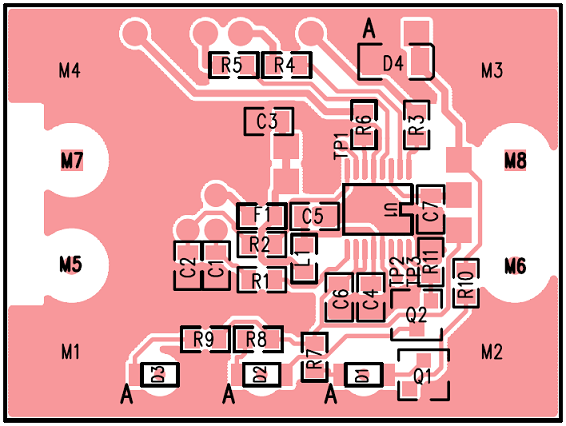 A
M4 R5 R4 D4 M3
C3 R6 R3
TP1
M7 M8
F1 C5 U1 C7
R2
M5 C2 C1 R1 L1 TP2 TP3 R11 M6
C6 C4 R10
Q2
R9 R8
M1 R7 M2
D3 D2 D1 Q1
A A A